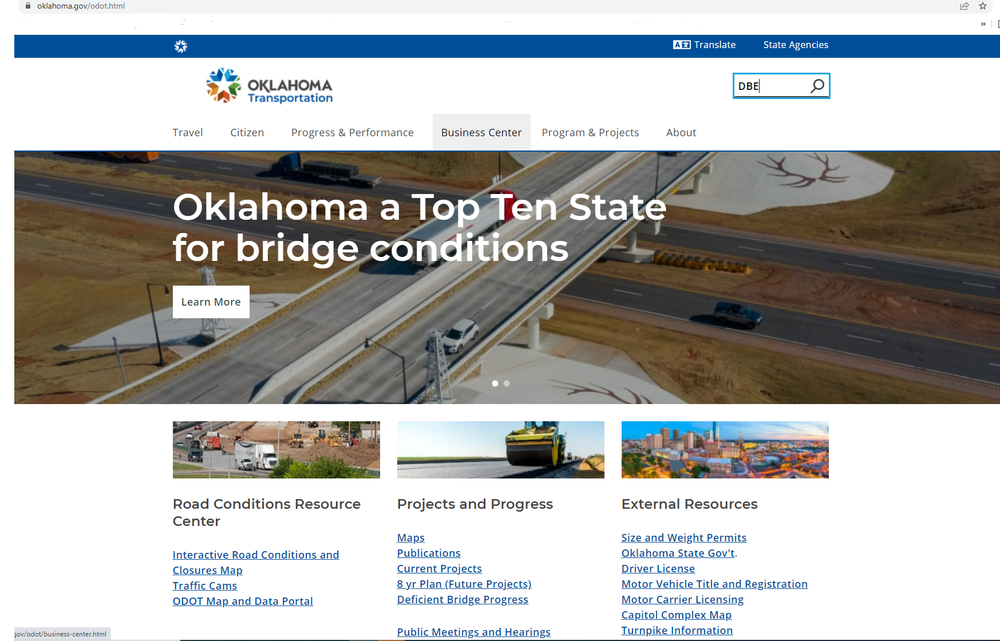 oklahoma.gov/odot.html
»
Translate
State Agencies
OKLAHOMA
Transportation
DBE
Travel
Citizen
Progress & Performance
Business Center
Program & Projects
About
Oklahoma a Top Ten State
for bridge conditions
Learn More
Road Conditions Resource
Center
Interactive Road Conditions and
Closures Map
Traffic Cams
ODOT Map and Data Portal
Projects and Progress
Maps
Publications
Current Projects
8 yr Plan (Future Projects)
Deficient Bridge Progress
Public Meetings and Hearings
External Resources
Size and Weight Permits
Oklahoma State Gov't.
Driver License
Motor Vehicle Title and Registration
Motor Carrier Licensing
Capitol Complex Map
Turnpike Information
gov/odot/business-center.html